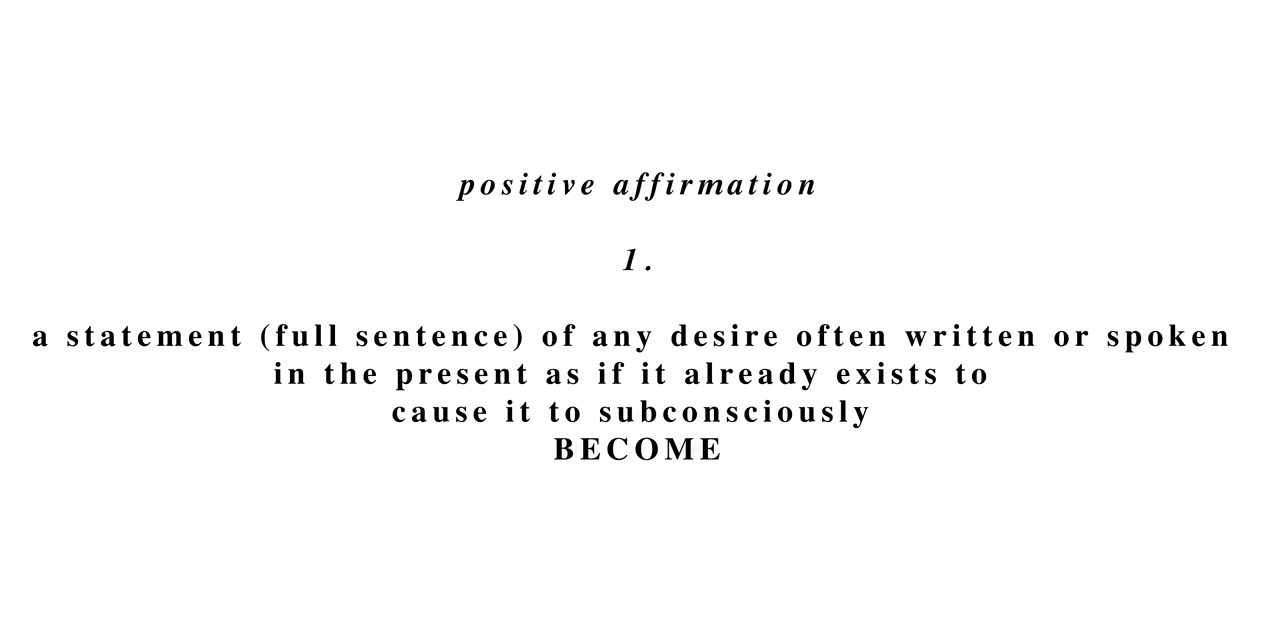 positive affirmation
1.
a statement (full sentence) of any desire often written or spoken
in the present as if it already exists to
cause it to subconsciously
BECOME